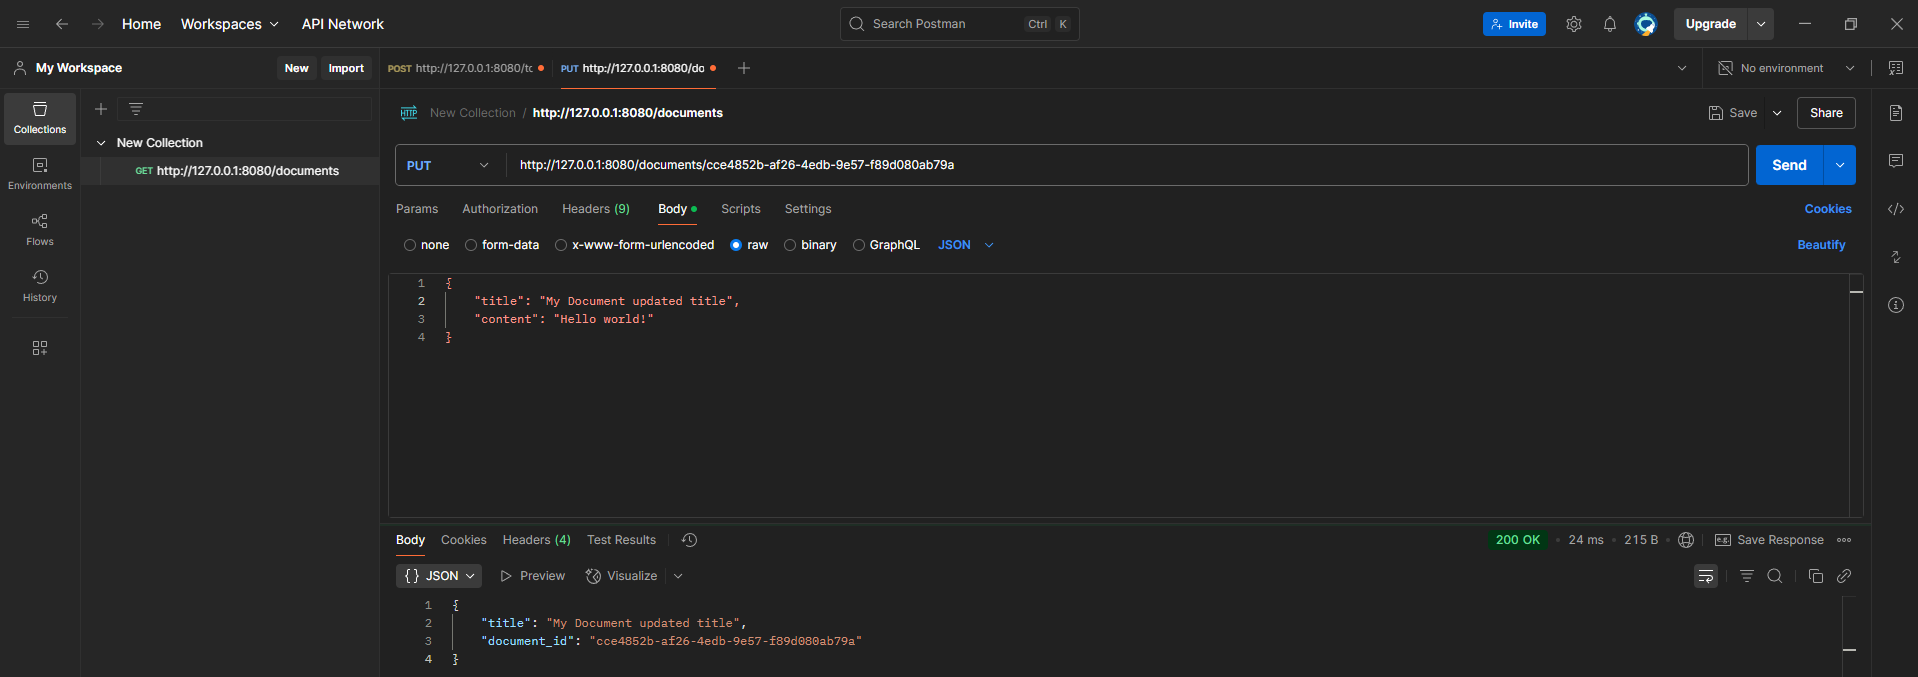 Home Workspaces API Network Search Postman Ctrl K Invite Upgrade
My Workspace New Import POST http://127.0.0.1:8080/tc PUT http://127.0.0.1:8080/do No environment
Collections
Environments
Flows
History
New Collection
GET http://127.0.0.1:8080/documents
HTTP New Collection / http://127.0.0.1:8080/documents Save Share
PUT http://127.0.0.1:8080/documents/cce4852b-af26-4edb-9e57-f89d080ab79a Send
Params Authorization Headers (9) Body Scripts Settings Cookies
none form-data x-www-form-urlencoded raw binary GraphQL JSON Beautify
1 {
2 "title": "My Document updated title",
3 "content": "Hello world!"
4 }
Body Cookies Headers (4) Test Results 200 OK • 24 ms • 215 B • e.g. Save Response
{} JSON Preview Visualize
1 {
2 "title": "My Document updated title",
3 "document_id": "cce4852b-af26-4edb-9e57-f89d080ab79a"
4 }